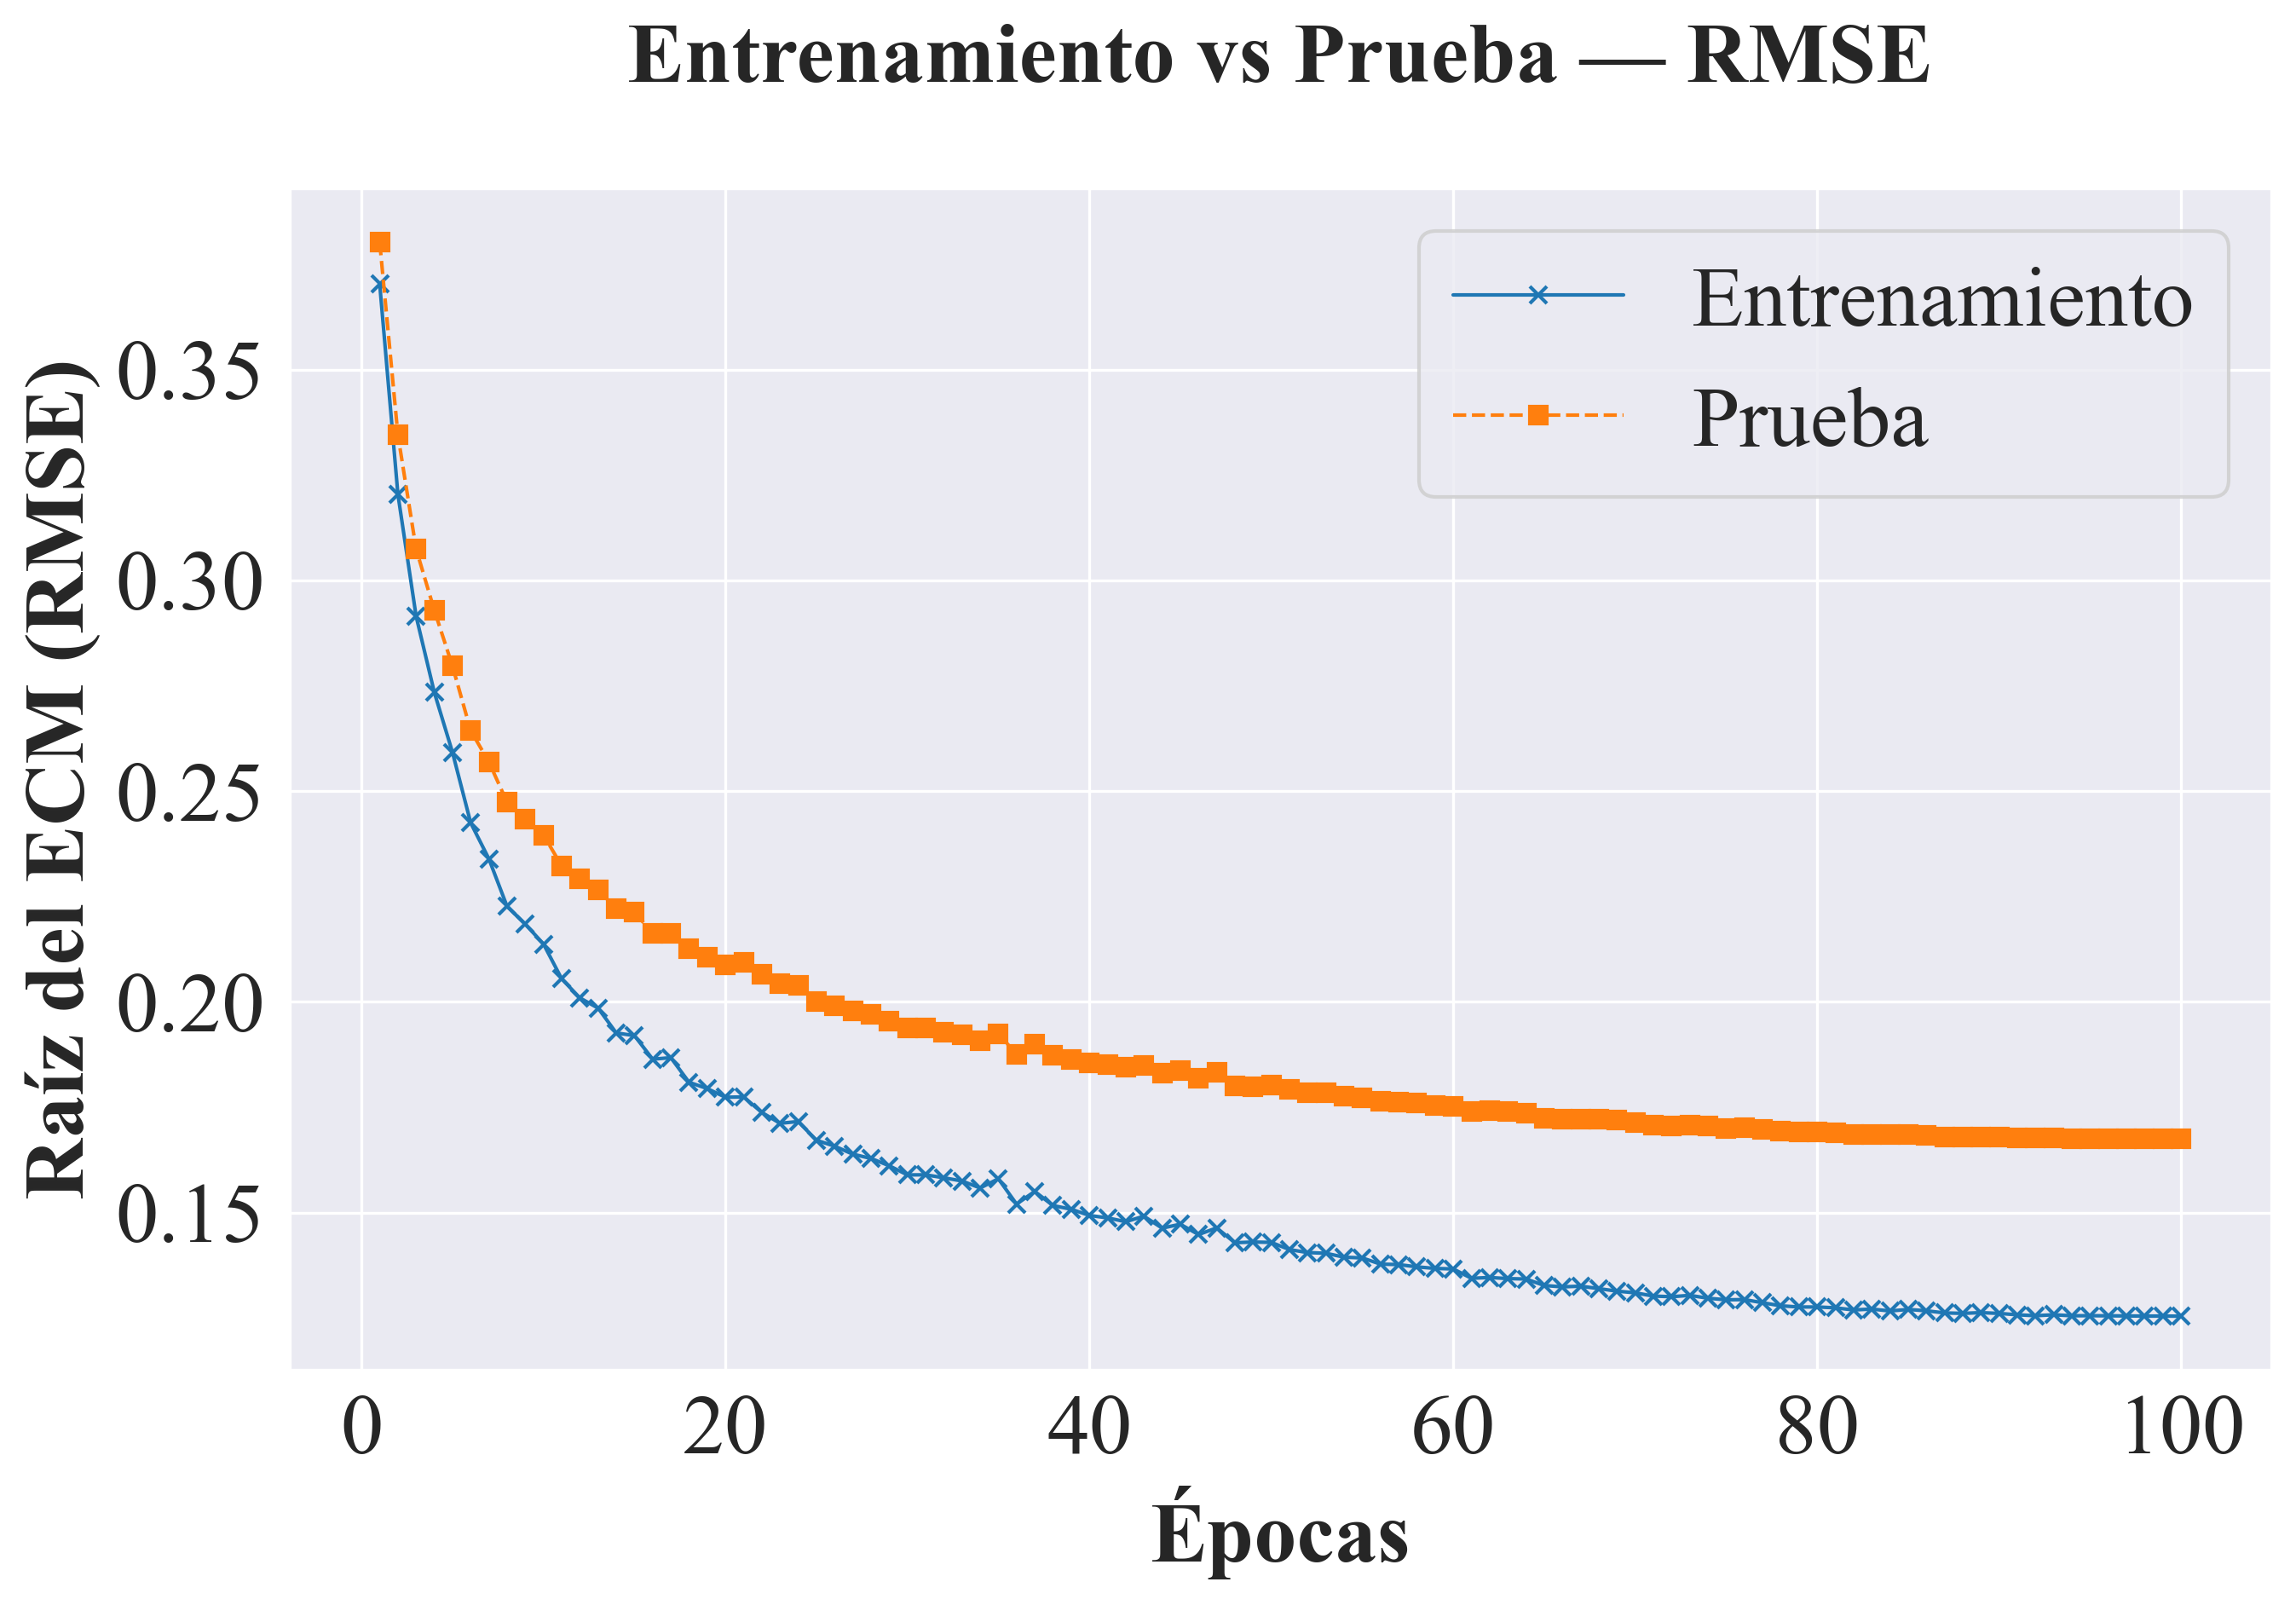 Entrenamiento vs Prueba — RMSE
Entrenamiento
Prueba
Raíz del ECM (RMSE)
0.35
0.30
0.25
0.20
0.15
0 20 40 60 80 100
Épocas